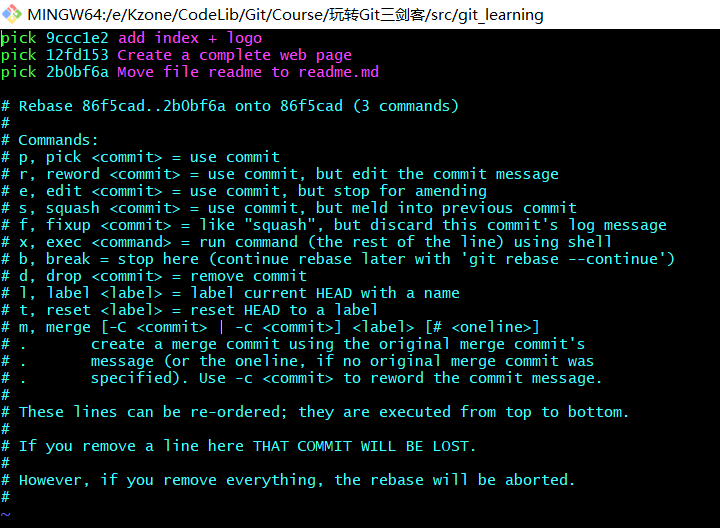 MINGW64:/e/Kzone/CodeLib/Git/Course/玩转Git三剑客/src/git_learning
pick 9ccc1e2 add index + logo
pick 12fd153 Create a complete web page
pick 2b0bf6a Move file readme to readme.md

# Rebase 86f5cad..2b0bf6a onto 86f5cad (3 commands)
#
# Commands:
# p, pick <commit> = use commit
# r, reword <commit> = use commit, but edit the commit message
# e, edit <commit> = use commit, but stop for amending
# s, squash <commit> = use commit, but meld into previous commit
# f, fixup <commit> = like "squash", but discard this commit's log message
# x, exec <command> = run command (the rest of the line) using shell
# b, break = stop here (continue rebase later with 'git rebase --continue')
# d, drop <commit> = remove commit
# l, label <label> = label current HEAD with a name
# t, reset <label> = reset HEAD to a label
# m, merge [-C <commit> | -c <commit>] <label> [# <oneline>]
# .       create a merge commit using the original merge commit's
# .       message (or the oneline, if no original merge commit was
# .       specified). Use -c <commit> to reword the commit message.
#
# These lines can be re-ordered; they are executed from top to bottom.
#
# If you remove a line here THAT COMMIT WILL BE LOST.
#
# However, if you remove everything, the rebase will be aborted.
#
~